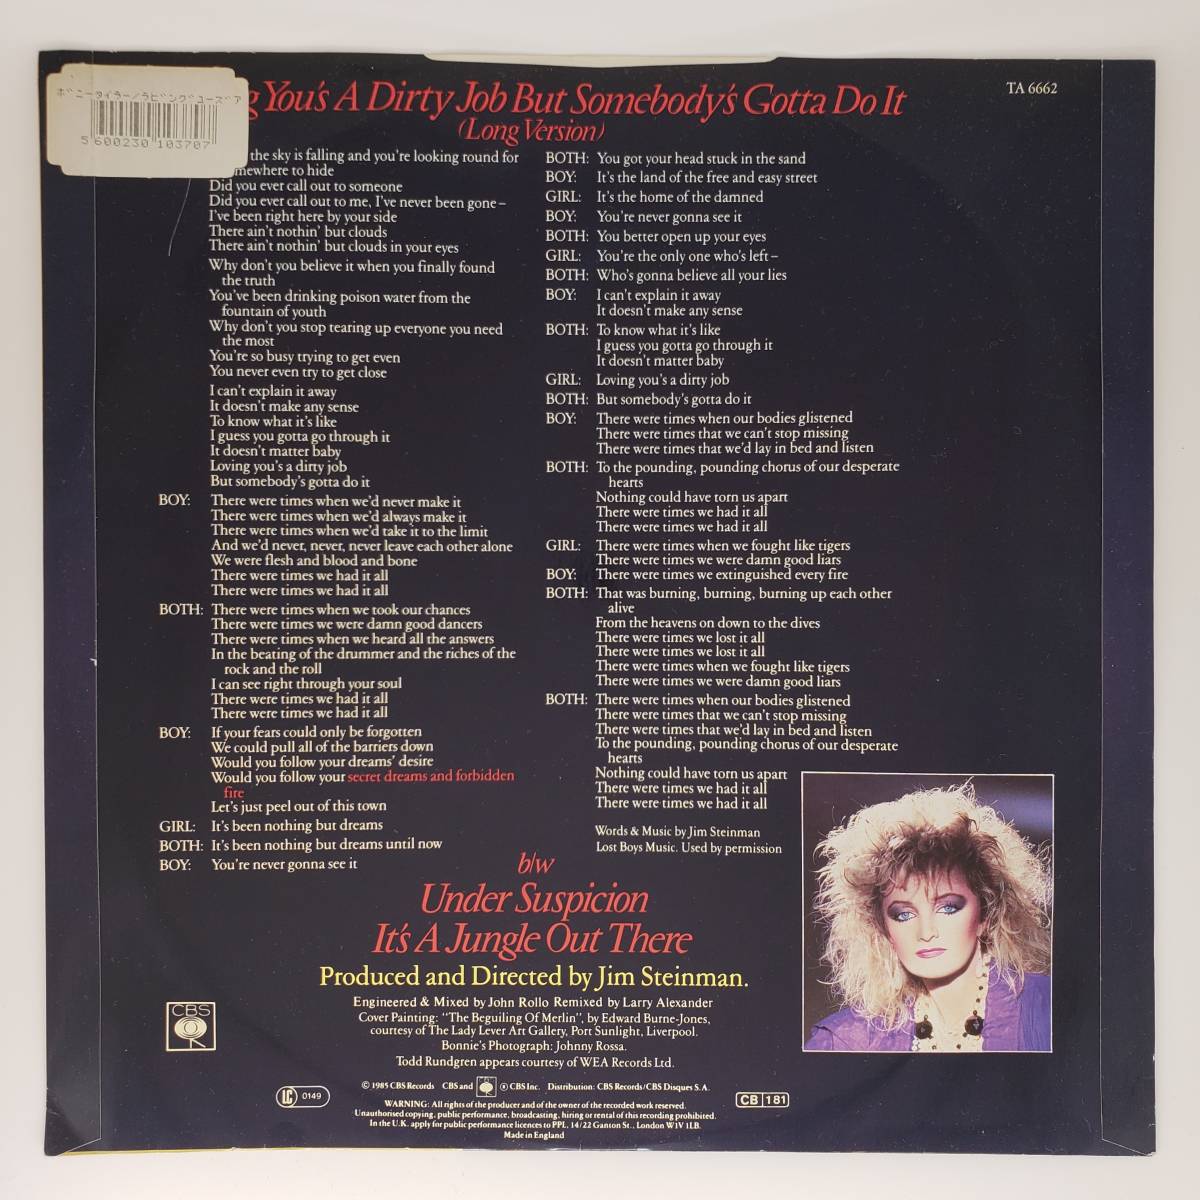 g You's A Dirty Job But Somebody's Gotta Do It
(Long Version)
TA 6662
ボニータイラー/ラビングユーズア
5600230 103707
the sky is falling and you're looking round for
mewhere to hide
Did you ever call out to someone
Did you ever call out to me, I've never been gone –
I've been right here by your side
There ain't nothin' but clouds
There ain't nothin' but clouds in your eyes
Why don't you believe it when you finally found
the truth
You've been drinking poison water from the
fountain of youth
Why don't you stop tearing up everyone you need
the most
You're so busy trying to get even
You never even try to get close
I can't explain it away
It doesn't make any sense
To know what it's like
I guess you gotta go through it
It doesn't matter baby
Loving you's a dirty job
But somebody's gotta do it
BOY: There were times when we'd never make it
There were times when we'd always make it
There were times when we'd take it to the limit
And we'd never, never, never leave each other alone
We were flesh and blood and bone
There were times we had it all
There were times we had it all
BOTH: There were times when we took our chances
There were times we were damn good dancers
There were times when we heard all the answers
In the beating of the drummer and the riches of the
rock and the roll
I can see right through your soul
There were times we had it all
There were times we had it all
BOY: If your fears could only be forgotten
We could pull all of the barriers down
Would you follow your dreams' desire
Would you follow your secret dreams and forbidden
fire
Let's just peel out of this town
GIRL: It's been nothing but dreams
BOTH: It's been nothing but dreams until now
BOY: You're never gonna see it
BOTH: You got your head stuck in the sand
BOY: It's the land of the free and easy street
GIRL: It's the home of the damned
BOY: You're never gonna see it
BOTH: You better open up your eyes
GIRL: You're the only one who's left –
BOTH: Who's gonna believe all your lies
BOY: I can't explain it away
It doesn't make any sense
BOTH: To know what it's like
I guess you gotta go through it
It doesn't matter baby
GIRL: Loving you's a dirty job
BOTH: But somebody's gotta do it
BOY: There were times when our bodies glistened
There were times that we can't stop missing
There were times that we'd lay in bed and listen
BOTH: To the pounding, pounding chorus of our desperate
hearts
Nothing could have torn us apart
There were times we had it all
There were times we had it all
GIRL: There were times when we fought like tigers
There were times we were damn good liars
BOY: There were times we extinguished every fire
BOTH: That was burning, burning, burning up each other
alive
From the heavens on down to the dives
There were times we lost it all
There were times we lost it all
There were times when we fought like tigers
There were times we were damn good liars
BOTH: There were times when our bodies glistened
There were times that we can't stop missing
There were times that we'd lay in bed and listen
To the pounding, pounding chorus of our desperate
hearts
Nothing could have torn us apart
There were times we had it all
There were times we had it all
Words & Music by Jim Steinman
Lost Boys Music. Used by permission
b/w
Under Suspicion
It's A Jungle Out There
Produced and Directed by Jim Steinman.
Engineered & Mixed by John Rollo Remixed by Larry Alexander
Cover Painting: "The Beguiling Of Merlin", by Edward Burne-Jones,
courtesy of The Lady Lever Art Gallery, Port Sunlight, Liverpool.
Bonnie's Photograph: Johnny Rossa.
Todd Rundgren appears courtesy of WEA Records Ltd.
CBS
LC 0149
© 1985 CBS Records CBS and ® CBS Inc. Distribution: CBS Records/CBS Disques S.A.
CB 181
WARNING: All rights of the producer and of the owner of the recorded work reserved.
Unauthorised copying, public performance, broadcasting, hiring or rental of this recording prohibited.
In the U.K. apply for public performance licences to PPL, 14/22 Ganton St., London W1V 1LB.
Made in England